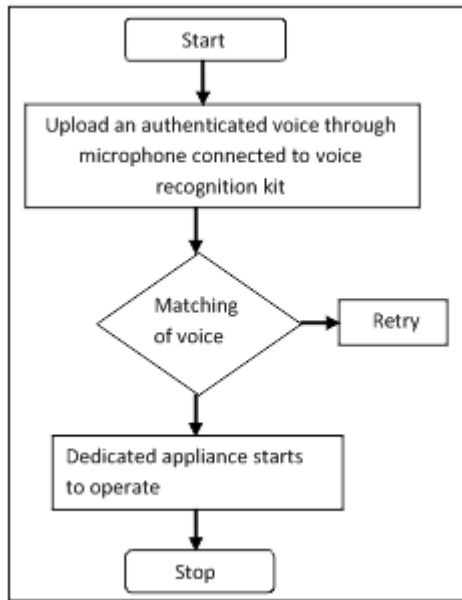 Start
Upload an authenticated voice through
microphone connected to voice
recognition kit
Matching
of voice
Retry
Dedicated appliance starts
to operate
Stop